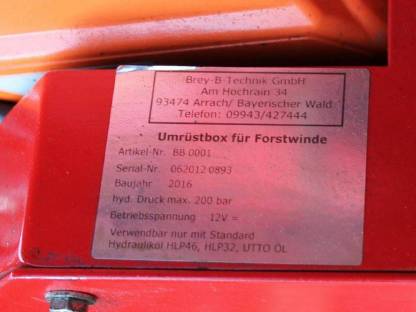 Brey-B-Technik GmbH
Am Hochrain 34
93474 Arrach/ Bayerischer Wald
Telefon: 09943/427444
Umrüstbox für Forstwinde
Artikel-Nr. BB 0001
Serial-Nr. 062012 0893
Baujahr 2016
hyd. Druck max. 200 bar
Betriebsspannung 12V =
Verwendbar nur mit Standard
Hydrauliköl HLP46, HLP32, UTTO ÖL